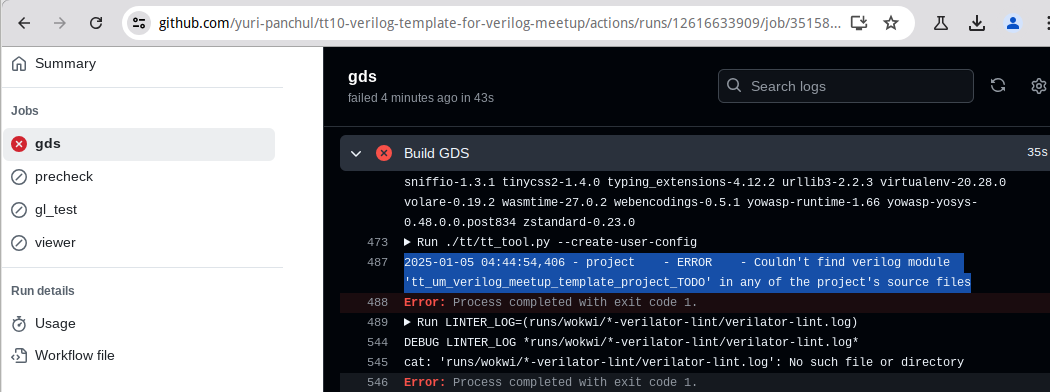 github.com/yuri-panchul/tt10-verilog-template-for-verilog-meetup/actions/runs/12616633909/job/35158...
Summary
Jobs
gds
precheck
gl_test
viewer
Run details
Usage
Workflow file
gds
failed 4 minutes ago in 43s
Search logs
Build GDS 35s
sniffio-1.3.1 tinycss2-1.4.0 typing_extensions-4.12.2 urllib3-2.2.3 virtualenv-20.28.0
volare-0.19.2 wasmtime-27.0.2 webencodings-0.5.1 yowasp-runtime-1.66 yowasp-yosys-
0.48.0.0.post834 zstandard-0.23.0
473 Run ./tt/tt_tool.py --create-user-config
487 2025-01-05 04:44:54,406 - project    - ERROR    - Couldn't find verilog module
'tt_um_verilog_meetup_template_project_TODO' in any of the project's source files
488 Error: Process completed with exit code 1.
489 Run LINTER_LOG=(runs/wokwi/*-verilator-lint/verilator-lint.log)
544 DEBUG LINTER_LOG *runs/wokwi/*-verilator-lint/verilator-lint.log*
545 cat: 'runs/wokwi/*-verilator-lint/verilator-lint.log': No such file or directory
546 Error: Process completed with exit code 1.